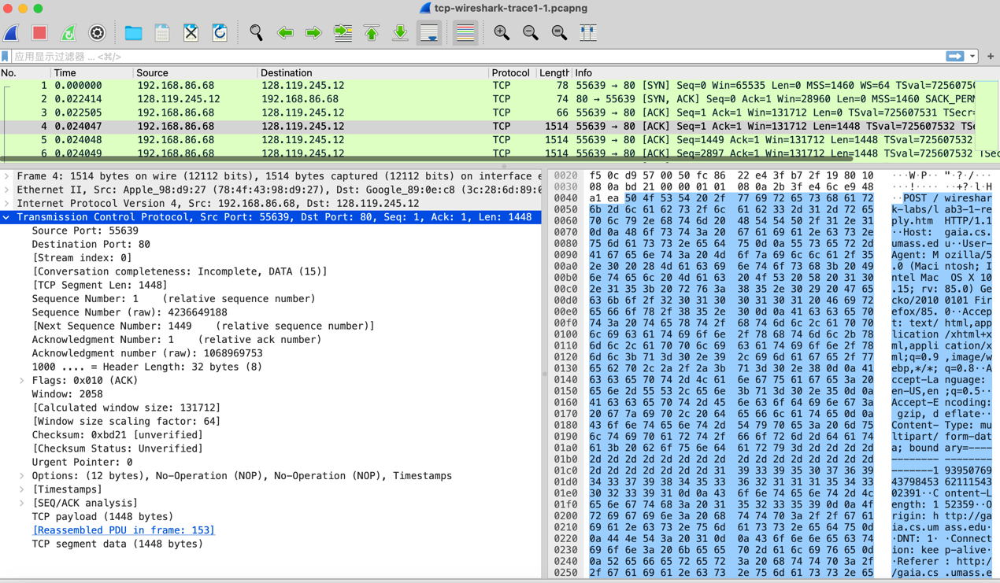 tcp-wireshark-trace1-1.pcapng
应用显示过滤器 … <⌘/>
No. Time Source Destination Protocol Length Info
1 0.000000 192.168.86.68 128.119.245.12 TCP 78 55639 → 80 [SYN] Seq=0 Win=65535 Len=0 MSS=1460 WS=64 TSval=7256075
2 0.022414 128.119.245.12 192.168.86.68 TCP 74 80 → 55639 [SYN, ACK] Seq=0 Ack=1 Win=28960 Len=0 MSS=1460 SACK_PERM
3 0.022505 192.168.86.68 128.119.245.12 TCP 66 55639 → 80 [ACK] Seq=1 Ack=1 Win=131712 Len=0 TSval=725607531 TSecr=
4 0.024047 192.168.86.68 128.119.245.12 TCP 1514 55639 → 80 [ACK] Seq=1 Ack=1 Win=131712 Len=1448 TSval=725607532 TSe
5 0.024048 192.168.86.68 128.119.245.12 TCP 1514 55639 → 80 [ACK] Seq=1449 Ack=1 Win=131712 Len=1448 TSval=725607532
6 0.024049 192.168.86.68 128.119.245.12 TCP 1514 55639 → 80 [ACK] Seq=2897 Ack=1 Win=131712 Len=1448 TSval=725607532 TSec
Frame 4: 1514 bytes on wire (12112 bits), 1514 bytes captured (12112 bits) on interface e
Ethernet II, Src: Apple_98:d9:27 (78:4f:43:98:d9:27), Dst: Google_89:0e:c8 (3c:28:6d:89:0
Internet Protocol Version 4, Src: 192.168.86.68, Dst: 128.119.245.12
Transmission Control Protocol, Src Port: 55639, Dst Port: 80, Seq: 1, Ack: 1, Len: 1448
Source Port: 55639
Destination Port: 80
[Stream index: 0]
[Conversation completeness: Incomplete, DATA (15)]
[TCP Segment Len: 1448]
Sequence Number: 1 (relative sequence number)
Sequence Number (raw): 4236649188
[Next Sequence Number: 1449 (relative sequence number)]
Acknowledgment Number: 1 (relative ack number)
Acknowledgment number (raw): 1068969753
1000 .... = Header Length: 32 bytes (8)
Flags: 0x010 (ACK)
Window: 2058
[Calculated window size: 131712]
[Window size scaling factor: 64]
Checksum: 0xbd21 [unverified]
[Checksum Status: Unverified]
Urgent Pointer: 0
Options: (12 bytes), No-Operation (NOP), No-Operation (NOP), Timestamps
[Timestamps]
[SEQ/ACK analysis]
TCP payload (1448 bytes)
[Reassembled PDU in frame: 153]
TCP segment data (1448 bytes)
0020 f5 0c d9 57 00 50 fc 86 22 e4 3f b7 2f 19 80 10 ···W·P·· "·?·/···
0030 08 0a bd 21 00 00 01 01 08 0a 2b 3f e4 6c e9 48 ···!···· ··+?·l·H
0040 a1 ea 50 4f 53 54 20 2f 77 69 72 65 73 68 61 72 ··POST / wireshar
0050 6b 2d 6c 61 62 73 2f 6c 61 62 33 2d 31 2d 72 65 k-labs/l ab3-1-re
0060 70 6c 79 2e 68 74 6d 20 48 54 54 50 2f 31 2e 31 ply.htm HTTP/1.1
0070 0d 0a 48 6f 73 74 3a 20 67 61 69 61 2e 63 73 2e ··Host: gaia.cs.
0080 75 6d 61 73 73 2e 65 64 75 0d 0a 55 73 65 72 2d umass.ed u··User-
0090 41 67 65 6e 74 3a 20 4d 6f 7a 69 6c 6c 61 2f 35 Agent: M ozilla/5
00a0 2e 30 20 28 4d 61 63 69 6e 74 6f 73 68 3b 20 49 .0 (Maci ntosh; I
00b0 6e 74 65 6c 20 4d 61 63 20 4f 53 20 58 20 31 30 ntel Mac OS X 10
00c0 2e 31 35 3b 20 72 76 3a 38 35 2e 30 29 20 47 65 .15; rv: 85.0) Ge
00d0 63 6b 6f 2f 32 30 31 30 30 31 30 31 20 46 69 72 cko/2010 0101 Fir
00e0 65 66 6f 78 2f 38 35 2e 30 0d 0a 41 63 63 65 70 efox/85. 0··Accep
00f0 74 3a 20 74 65 78 74 2f 68 74 6d 6c 2c 61 70 70 t: text/ html,app
0100 6c 69 63 61 74 69 6f 6e 2f 78 68 74 6d 6c 2b 78 lication /xhtml+x
0110 6d 6c 2c 61 70 70 6c 69 63 61 74 69 6f 6e 2f 78 ml,appli cation/x
0120 6d 6c 3b 71 3d 30 2e 39 2c 69 6d 61 67 65 2f 77 ml;q=0.9 ,image/w
0130 65 62 70 2c 2a 2f 2a 3b 71 3d 30 2e 38 0d 0a 41 ebp,*/*; q=0.8··A
0140 63 63 65 70 74 2d 4c 61 6e 67 75 61 67 65 3a 20 ccept-La nguage:
0150 65 6e 2d 55 53 2c 65 6e 3b 71 3d 30 2e 35 0d 0a en-US,en ;q=0.5··
0160 41 63 63 65 70 74 2d 45 6e 63 6f 64 69 6e 67 3a Accept-E ncoding:
0170 20 67 7a 69 70 2c 20 64 65 66 6c 61 74 65 0d 0a gzip, d eflate··
0180 43 6f 6e 74 65 6e 74 2d 54 79 70 65 3a 20 6d 75 Content- Type: mu
0190 6c 74 69 70 61 72 74 2f 66 6f 72 6d 2d 64 61 74 ltipart/ form-dat
01a0 61 3b 20 62 6f 75 6e 64 61 72 79 3d 2d 2d 2d 2d a; bound ary=----
01b0 2d 2d 2d 2d 2d 2d 2d 2d 2d 2d 2d 2d 2d 2d 2d 2d -------- --------
01c0 2d 2d 2d 2d 2d 2d 2d 31 39 33 39 35 30 37 36 39 -------1 93950769
01d0 34 33 37 39 38 34 35 33 36 32 31 31 31 35 34 33 43798453 62111543
01e0 30 32 33 39 31 0d 0a 43 6f 6e 74 65 6e 74 2d 4c 02391··C ontent-L
01f0 65 6e 67 74 68 3a 20 31 35 32 33 35 39 0d 0a 4f ength: 1 52359··O
0200 72 69 67 69 6e 3a 20 68 74 74 70 3a 2f 2f 67 61 rigin: h ttp://ga
0210 69 61 2e 63 73 2e 75 6d 61 73 73 2e 65 64 75 0d ia.cs.um ass.edu·
0220 0a 44 4e 54 3a 20 31 0d 0a 43 6f 6e 6e 65 63 74 ·DNT: 1· ·Connect
0230 69 6f 6e 3a 20 6b 65 65 70 2d 61 6c 69 76 65 0d ion: kee p-alive·
0240 0a 52 65 66 65 72 65 72 3a 20 68 74 74 70 3a 2f ·Referer : http:/
0250 2f 67 61 69 61 2e 63 73 2e 75 6d 61 73 73 2e 65 /gaia.cs .umass.e